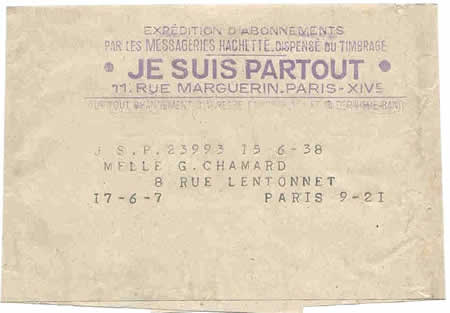 EXPÉDITION D'ABONNEMENTS
PAR LES MESSAGERIES HACHETTE. DISPENSÉ DU TIMBRAGE
• JE SUIS PARTOUT •
11. RUE MARGUERIN. PARIS - XIVE
J S.P. 23993 15 6-38
MELLE G. CHAMARD
8 RUE LENTONNET
17-6-7 PARIS 9-21